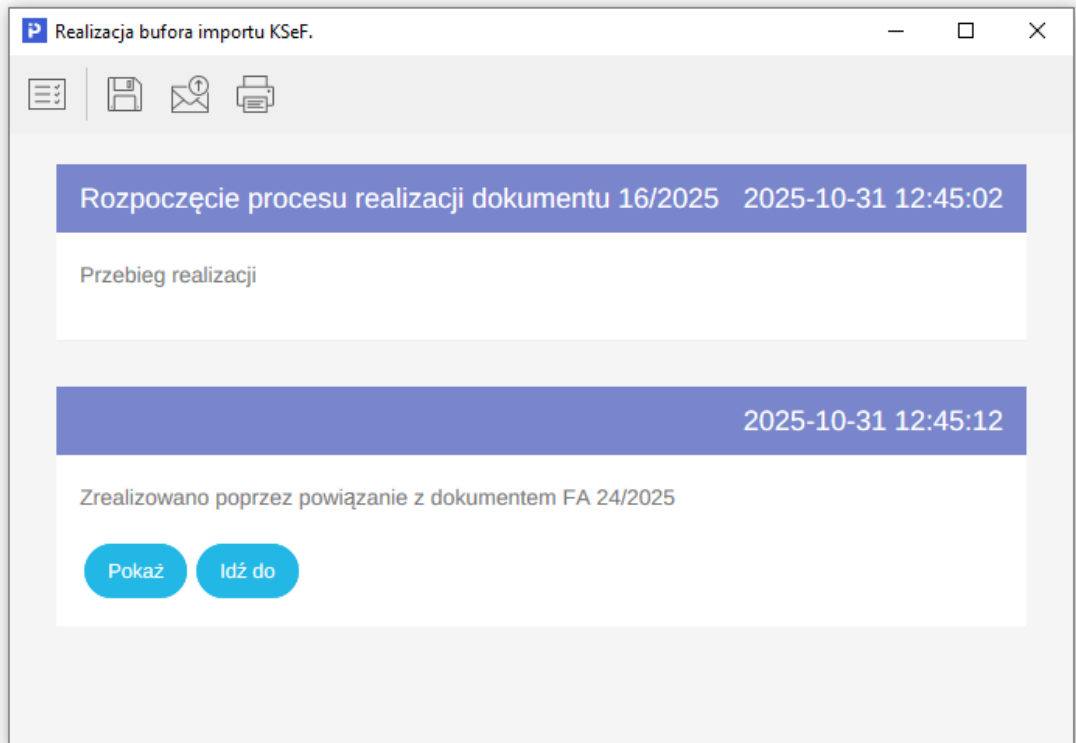 Realizacja bufora importu KSeF.
Rozpoczęcie procesu realizacji dokumentu 16/2025 2025-10-31 12:45:02
Przebieg realizacji
2025-10-31 12:45:12
Zrealizowano poprzez powiązanie z dokumentem FA 24/2025
Pokaż Idź do